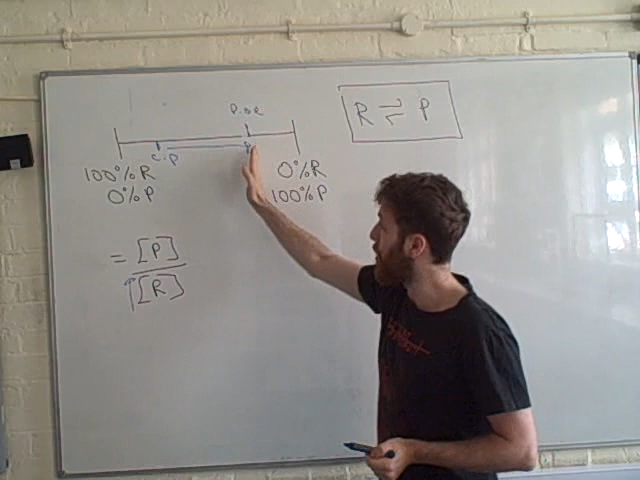 P.O.E
R ⇌ P
C.P
100%R
0%R
0%P
100%P
= [P]
↑[R]